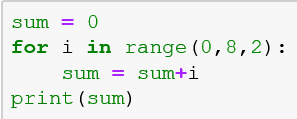 sum = 0
for i in range(0,8,2):
    sum = sum+i
print(sum)